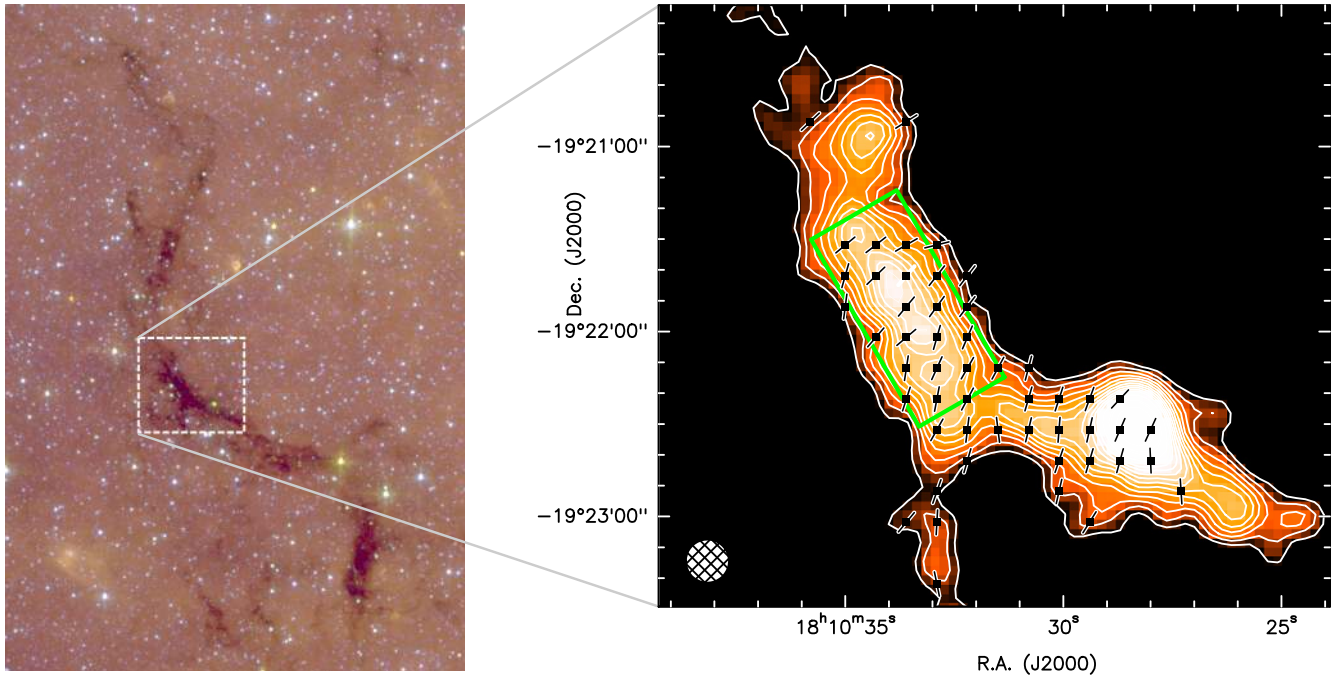 −19°21′00″
−19°22′00″
−19°23′00″
Dec. (J2000)
18ʰ10ᵐ35ˢ
30ˢ
25ˢ
R.A. (J2000)